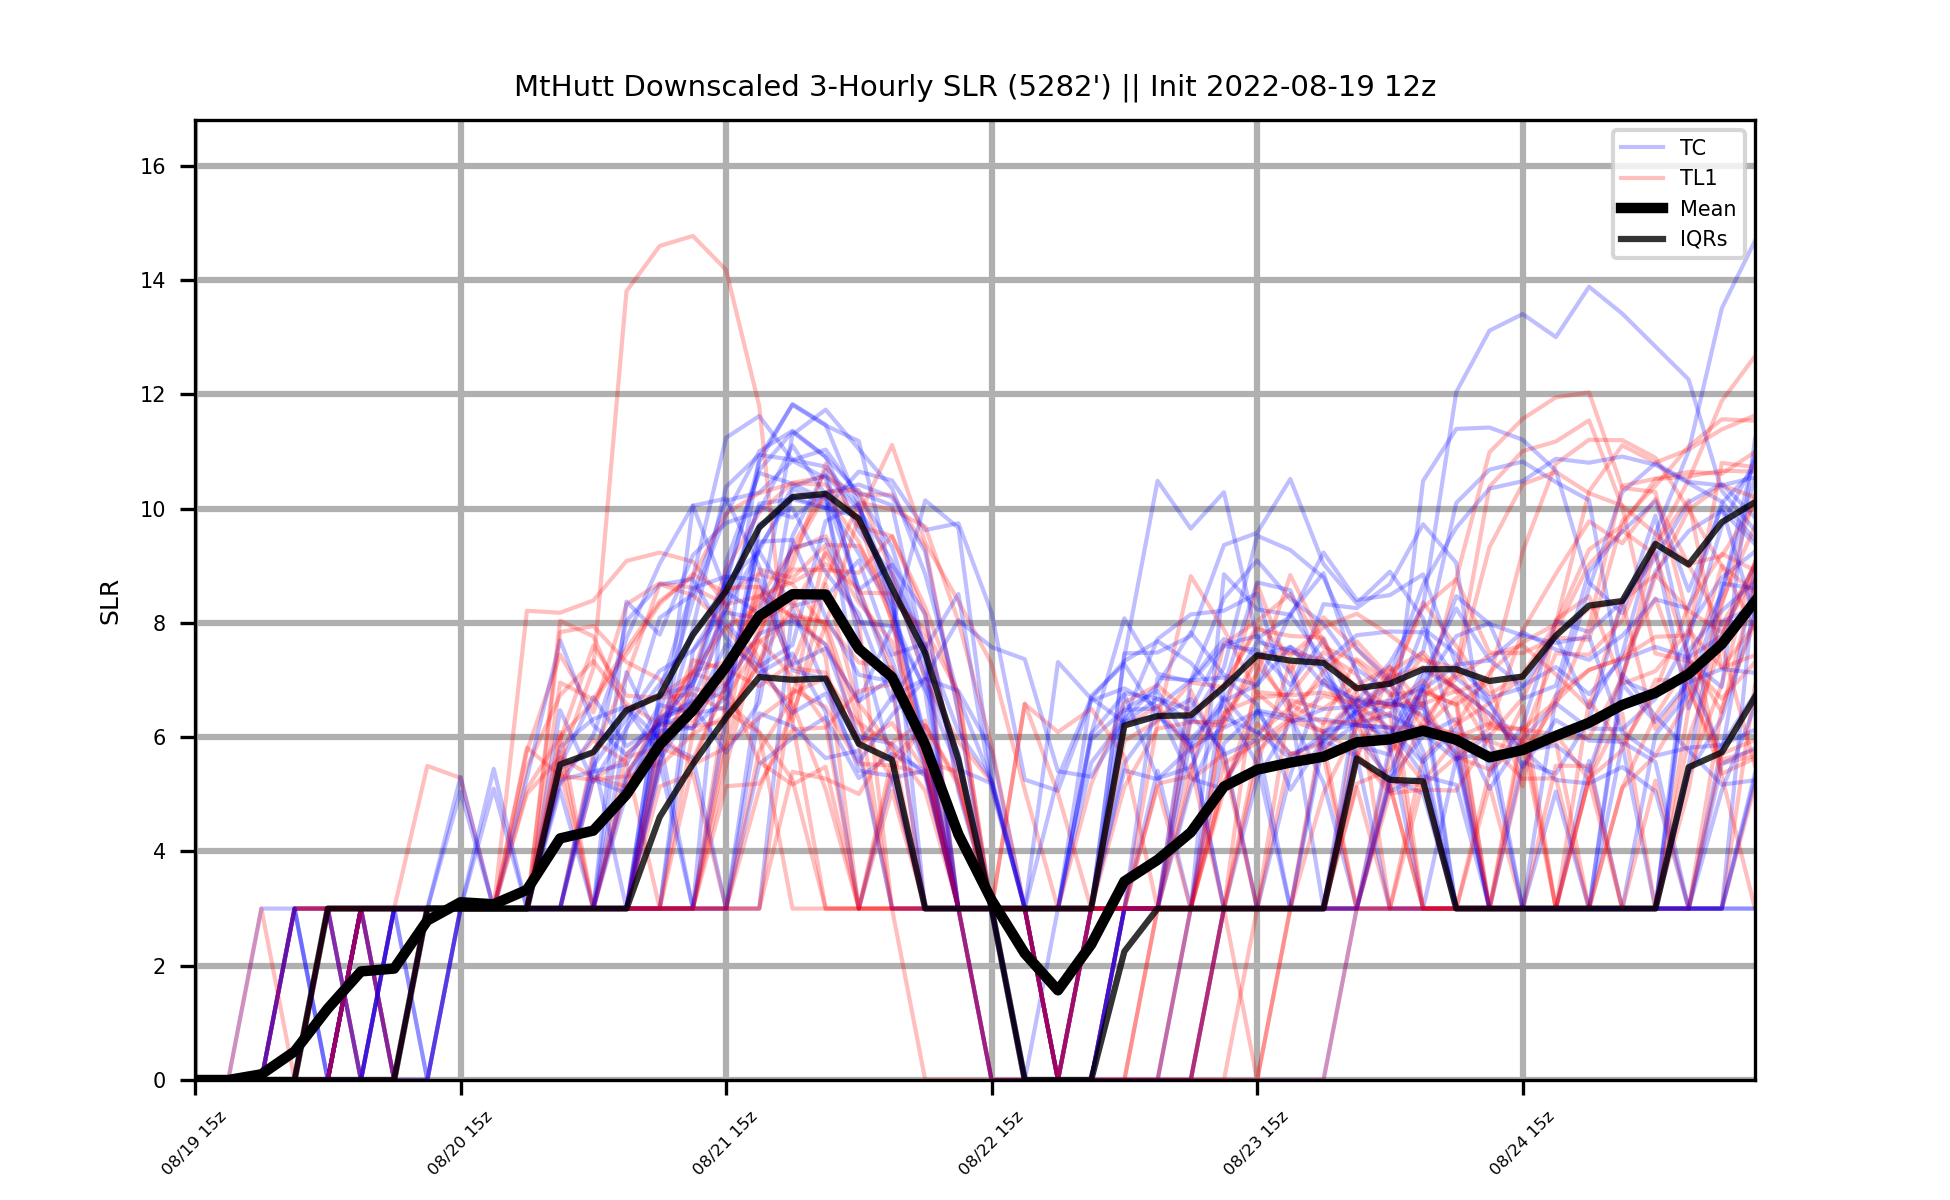 MtHutt Downscaled 3-Hourly SLR (5282') || Init 2022-08-19 12z
TC
TL1
Mean
IQRs
SLR
16
14
12
10
8
6
4
2
0
08/19 15z
08/20 15z
08/21 15z
08/22 15z
08/23 15z
08/24 15z